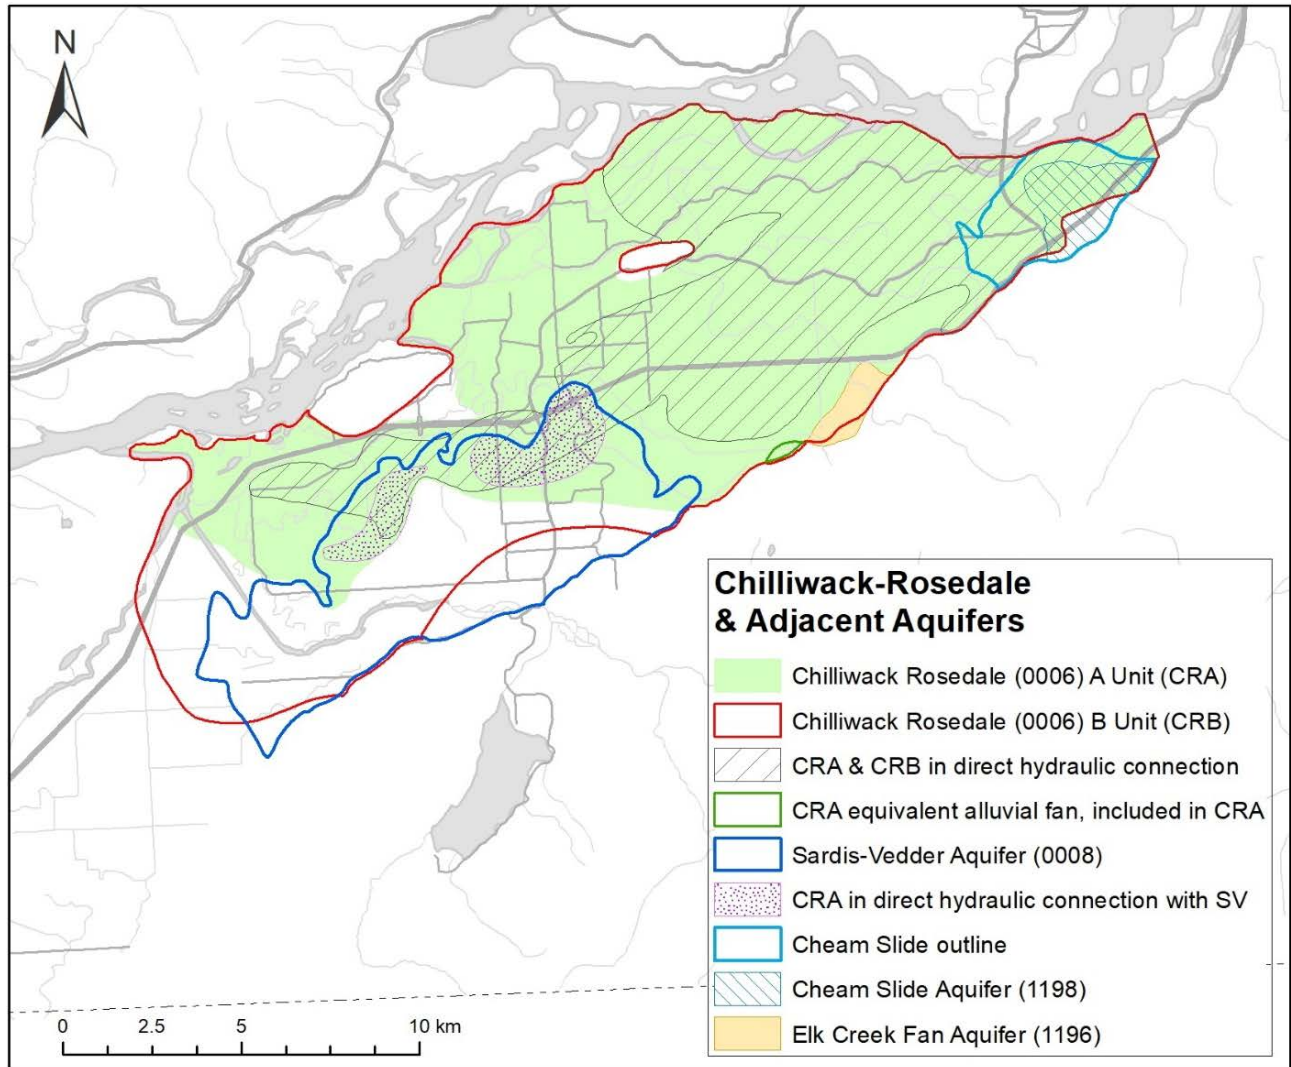 N
Chilliwack-Rosedale
& Adjacent Aquifers
Chilliwack Rosedale (0006) A Unit (CRA)
Chilliwack Rosedale (0006) B Unit (CRB)
CRA & CRB in direct hydraulic connection
CRA equivalent alluvial fan, included in CRA
Sardis-Vedder Aquifer (0008)
CRA in direct hydraulic connection with SV
Cheam Slide outline
Cheam Slide Aquifer (1198)
Elk Creek Fan Aquifer (1196)
0 2.5 5 10 km